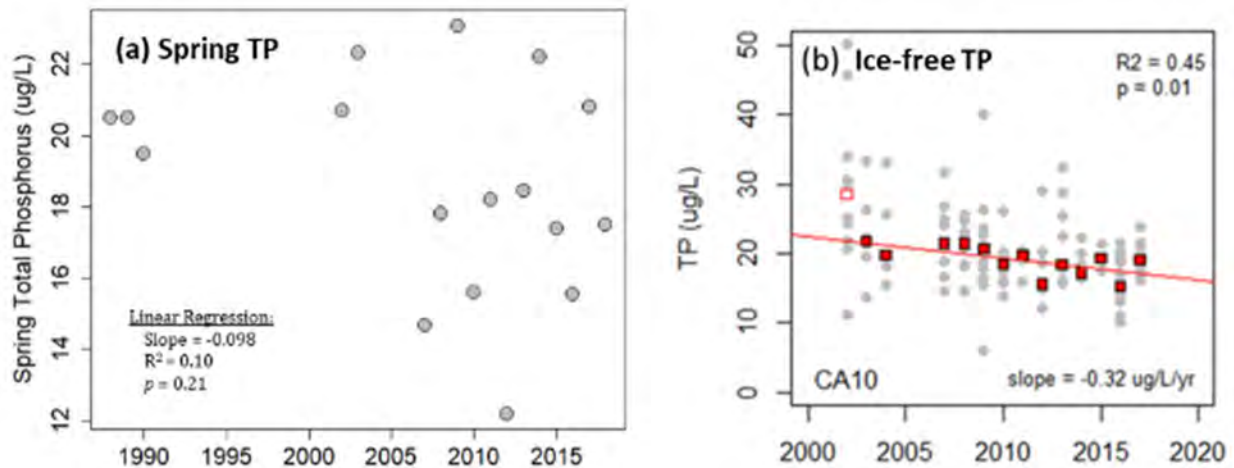 (a) Spring TP
Spring Total Phosphorus (ug/L)
22
20
18
16
14
12
Linear Regression:
Slope = -0.098
R² = 0.10
p = 0.21
1990 1995 2000 2005 2010 2015
(b) Ice-free TP
R2 = 0.45
p = 0.01
TP (ug/L)
50
40
30
20
10
0
CA10
slope = -0.32 ug/L/yr
2000 2005 2010 2015 2020